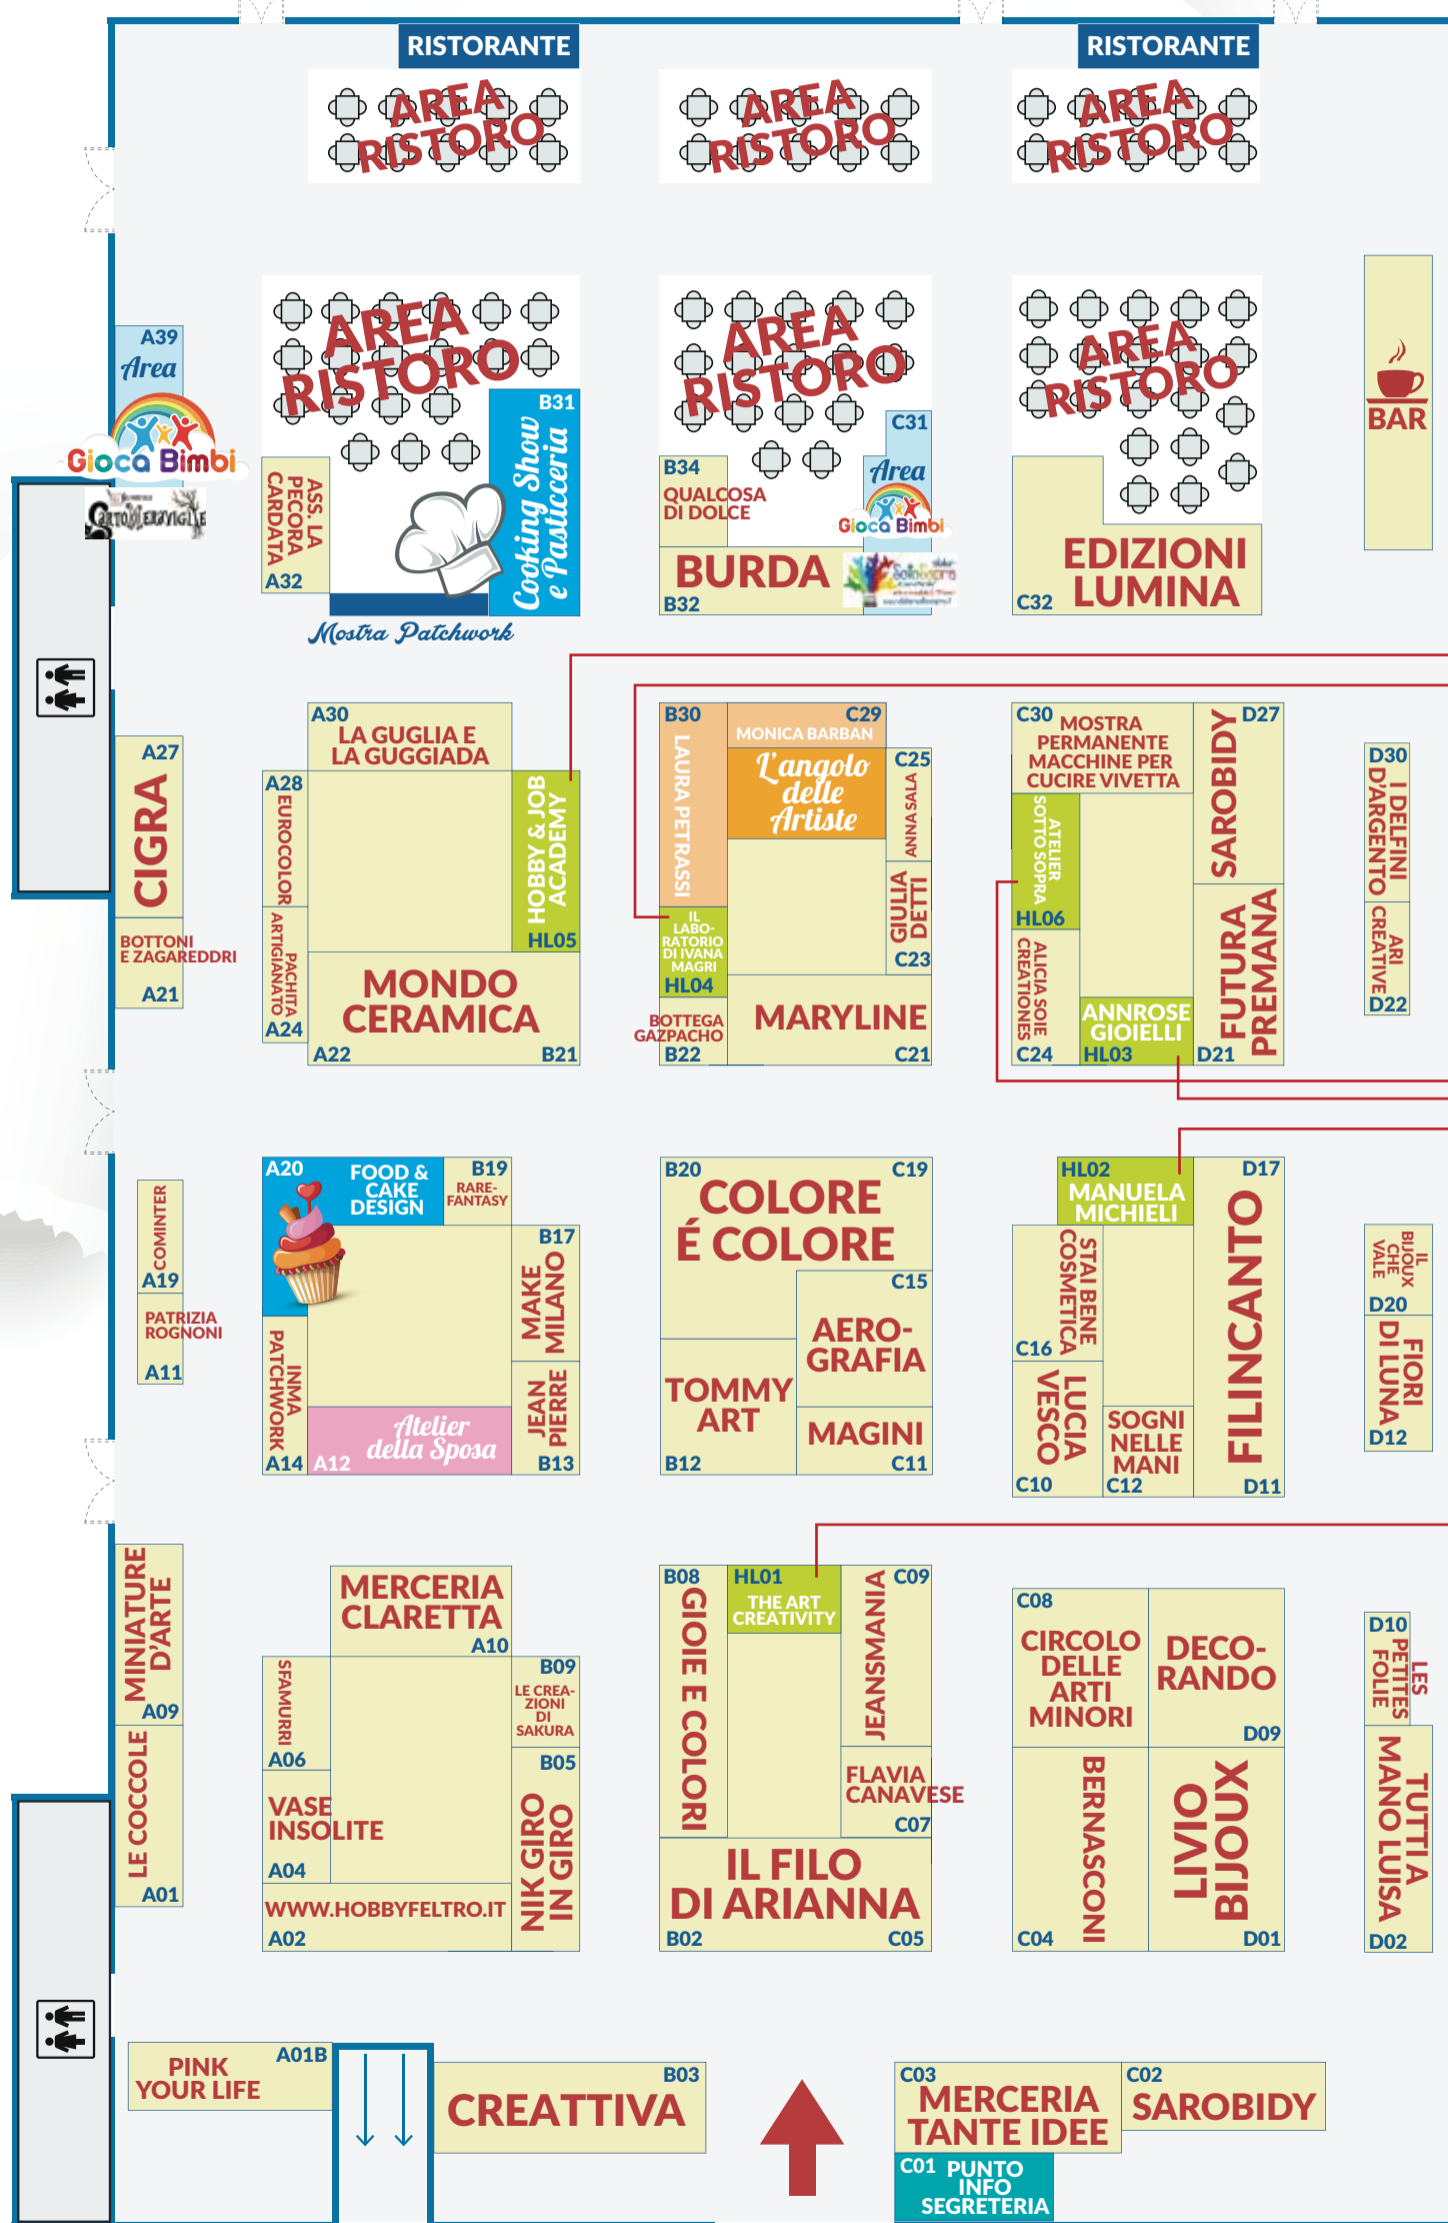 RISTORANTE
RISTORANTE
AREA
RISTORO
AREA
RISTORO
AREA
RISTORO
A39
Area
Gioca Bimbi
CartoMeraviglie
AREA
RISTORO
ASS. LA
PECORA
CARDATA
A32
B31
Cooking Show
e Pasticceria
Mostra Patchwork
AREA
RISTORO
B34
QUALCOSA
DI DOLCE
BURDA
B32
C31
Area
Gioca Bimbi
AREA
RISTORO
EDIZIONI
LUMINA
C32
BAR
A27
CIGRA
BOTTONI
E ZAGAREDDRI
A21
A30
LA GUGLIA E
LA GUGGIADA
A28
EUROCOLOR
PACHITA
ARTIGIANATO
A24
HOBBY & JOB
ACADEMY
HL05
MONDO
CERAMICA
A22
B21
B30
LAURA PETRASSI
C29
MONICA BARBAN
L'angolo
delle
Artiste
C25
ANNA SALA
GIULIA
DETTI
C23
IL
LABO-
RATORIO
DI IVANA
MAGRI
HL04
BOTTEGA
GAZPACHO
B22
MARYLINE
C21
C30
MOSTRA
PERMANENTE
MACCHINE PER
CUCIRE VIVETTA
ATELIER
SOTTO SOPRA
HL06
ALICIA SOIE
CREATIONES
C24
ANNROSE
GIOIELLI
HL03
D27
SAROBIDY
FUTURA
PREMANA
D21
D30
I DELFINI
D'ARGENTO
ARI
CREATIVE
D22
COMINTER
A19
PATRIZIA
ROGNONI
A11
A20
FOOD &
CAKE
DESIGN
B19
RARE-
FANTASY
B17
MAKE
MILANO
JEAN
PIERRE
B13
INMA
PATCHWORK
A14
A12
Atelier
della Sposa
B20
C19
COLORE
É COLORE
C15
AERO-
GRAFIA
TOMMY
ART
B12
MAGINI
C11
HL02
MANUELA
MICHIELI
STAI BENE
COSMETICA
C16
LUCIA
VESCO
C10
SOGNI
NELLE
MANI
C12
D17
FILINCANTO
D11
IL
BIJOUX
CHE
VALE
D20
FIORI
DI LUNA
D12
MINIATURE
D'ARTE
A09
LE COCCOLE
A01
MERCERIA
CLARETTA
A10
SFAMURRI
A06
VASE
INSOLITE
A04
B09
LE CREA-
ZIONI
DI
SAKURA
B05
NIK GIRO
IN GIRO
WWW.HOBBYFELTRO.IT
A02
B08
GIOIE E COLORI
HL01
THE ART
CREATIVITY
C09
JEANSMANIA
FLAVIA
CANAVESE
C07
IL FILO
DI ARIANNA
B02
C05
C08
CIRCOLO
DELLE
ARTI
MINORI
DECO-
RANDO
D09
BERNASCONI
C04
LIVIO
BIJOUX
D01
D10
LES
PETITES
FOLIE
TUTTI A
MANO LUISA
D02
PINK
YOUR LIFE
A01B
B03
CREATTIVA
C03
MERCERIA
TANTE IDEE
C02
SAROBIDY
C01
PUNTO
INFO
SEGRETERIA